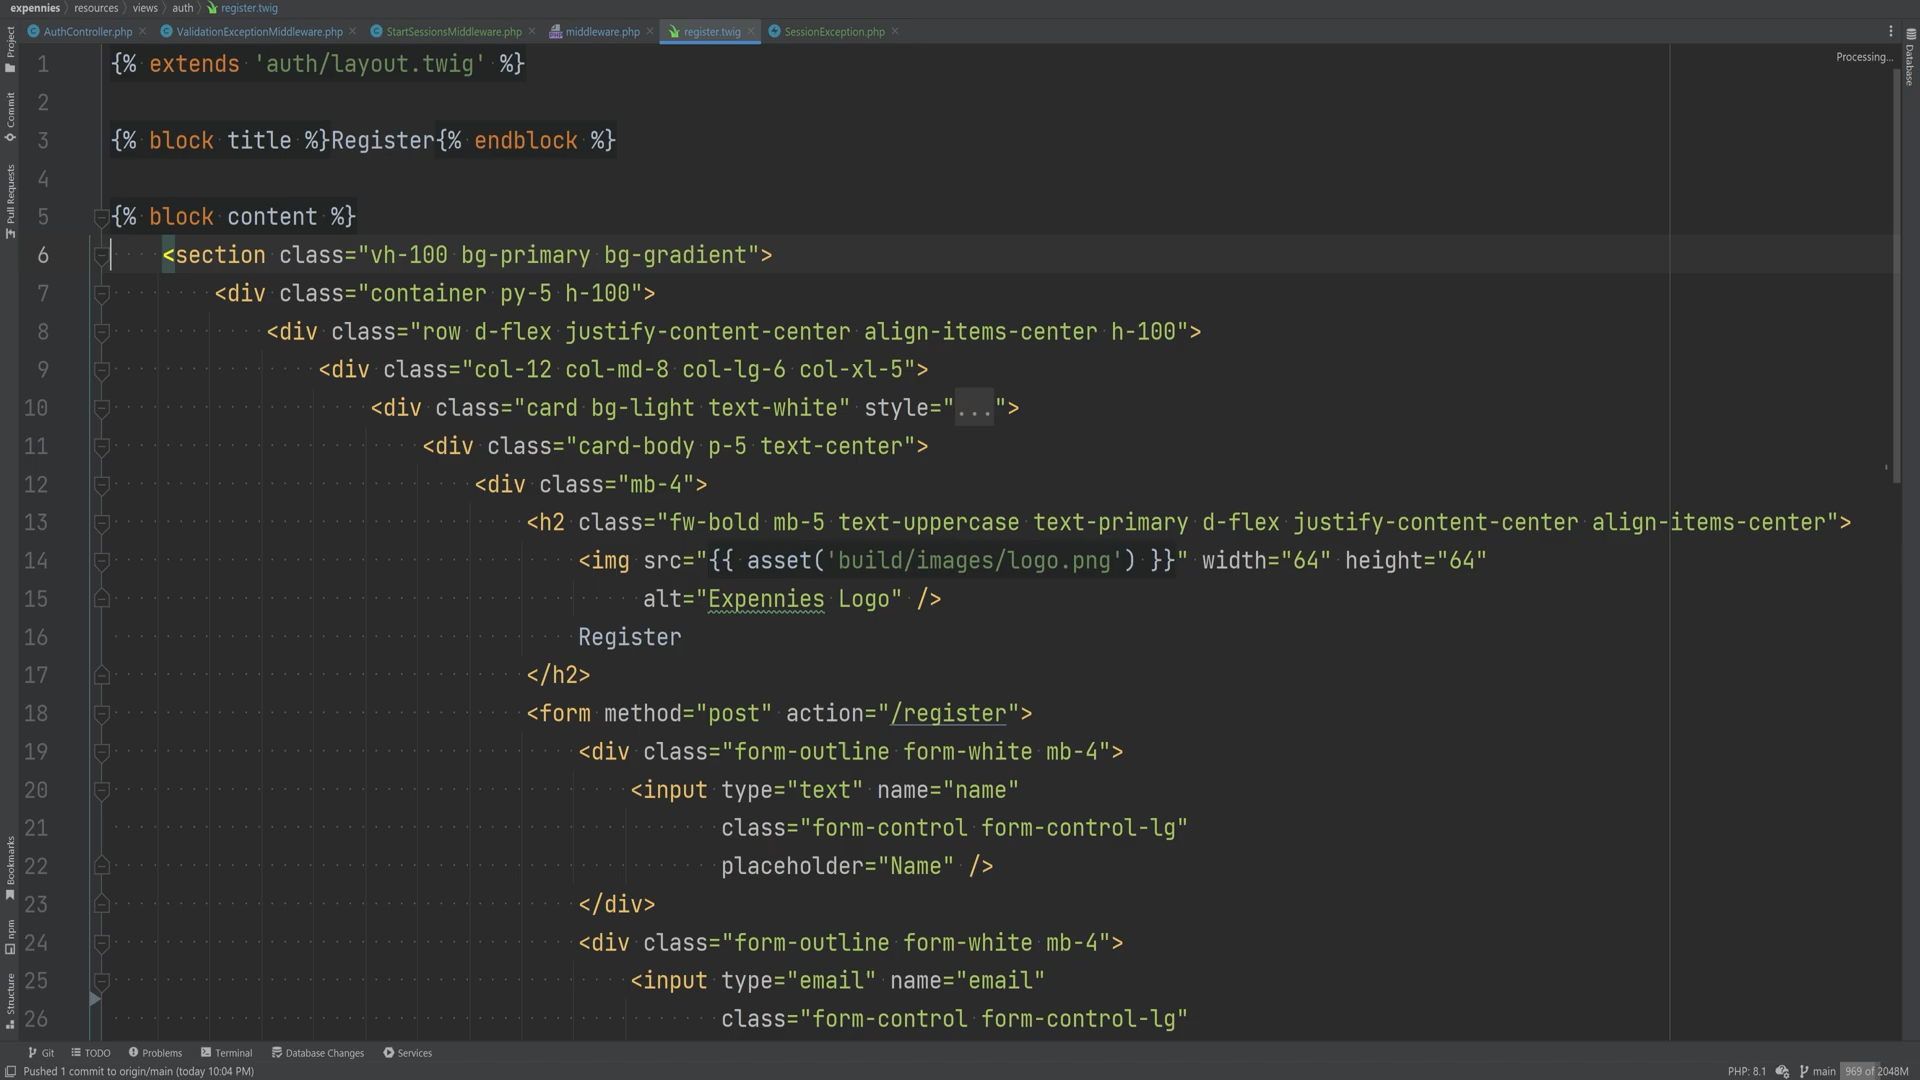 expennies resources views auth register.twig
AuthController.php ValidationExceptionMiddleware.php StartSessionsMiddleware.php middleware.php register.twig SessionException.php
Processing...
Project
Commit
Pull Requests
Bookmarks
npm
Structure
Database
1 {% extends 'auth/layout.twig' %}
2
3 {% block title %}Register{% endblock %}
4
5 {% block content %}
6 <section class="vh-100 bg-primary bg-gradient">
7 <div class="container py-5 h-100">
8 <div class="row d-flex justify-content-center align-items-center h-100">
9 <div class="col-12 col-md-8 col-lg-6 col-xl-5">
10 <div class="card bg-light text-white" style="...">
11 <div class="card-body p-5 text-center">
12 <div class="mb-4">
13 <h2 class="fw-bold mb-5 text-uppercase text-primary d-flex justify-content-center align-items-center">
14 <img src="{{ asset('build/images/logo.png') }}" width="64" height="64"
15 alt="Expennies Logo" />
16 Register
17 </h2>
18 <form method="post" action="/register">
19 <div class="form-outline form-white mb-4">
20 <input type="text" name="name"
21 class="form-control form-control-lg"
22 placeholder="Name" />
23 </div>
24 <div class="form-outline form-white mb-4">
25 <input type="email" name="email"
26 class="form-control form-control-lg"
Git TODO Problems Terminal Database Changes Services
Pushed 1 commit to origin/main (today 10:04 PM) PHP: 8.1 main 969 of 2048M